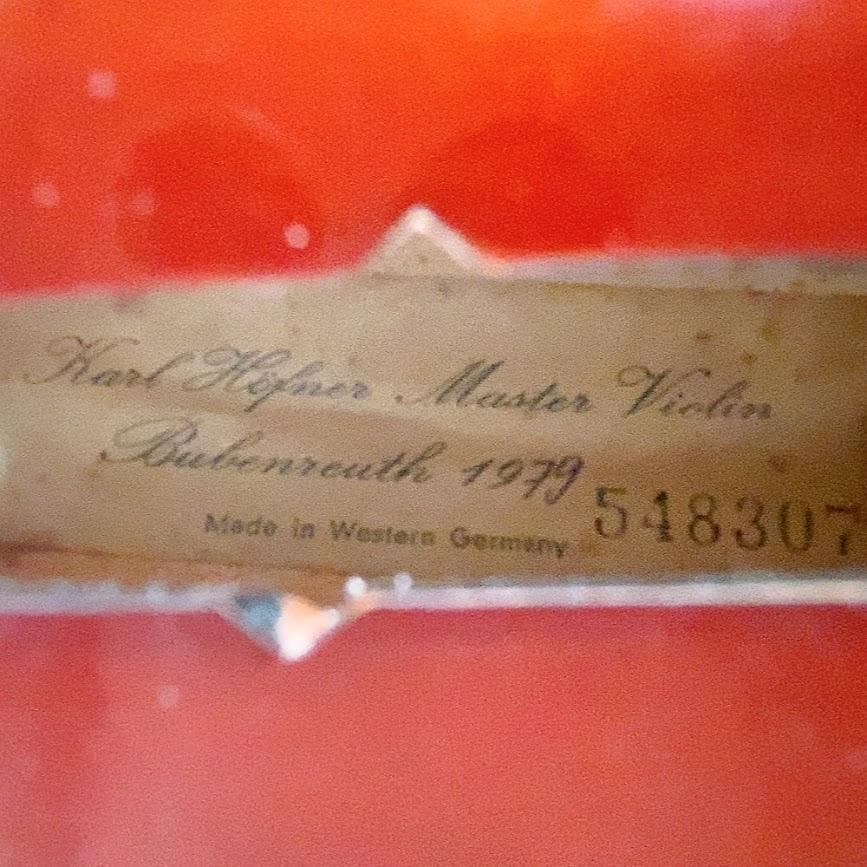 Karl Höfner Master Violin
Bubenreuth 1979
Made in Western Germany 548307